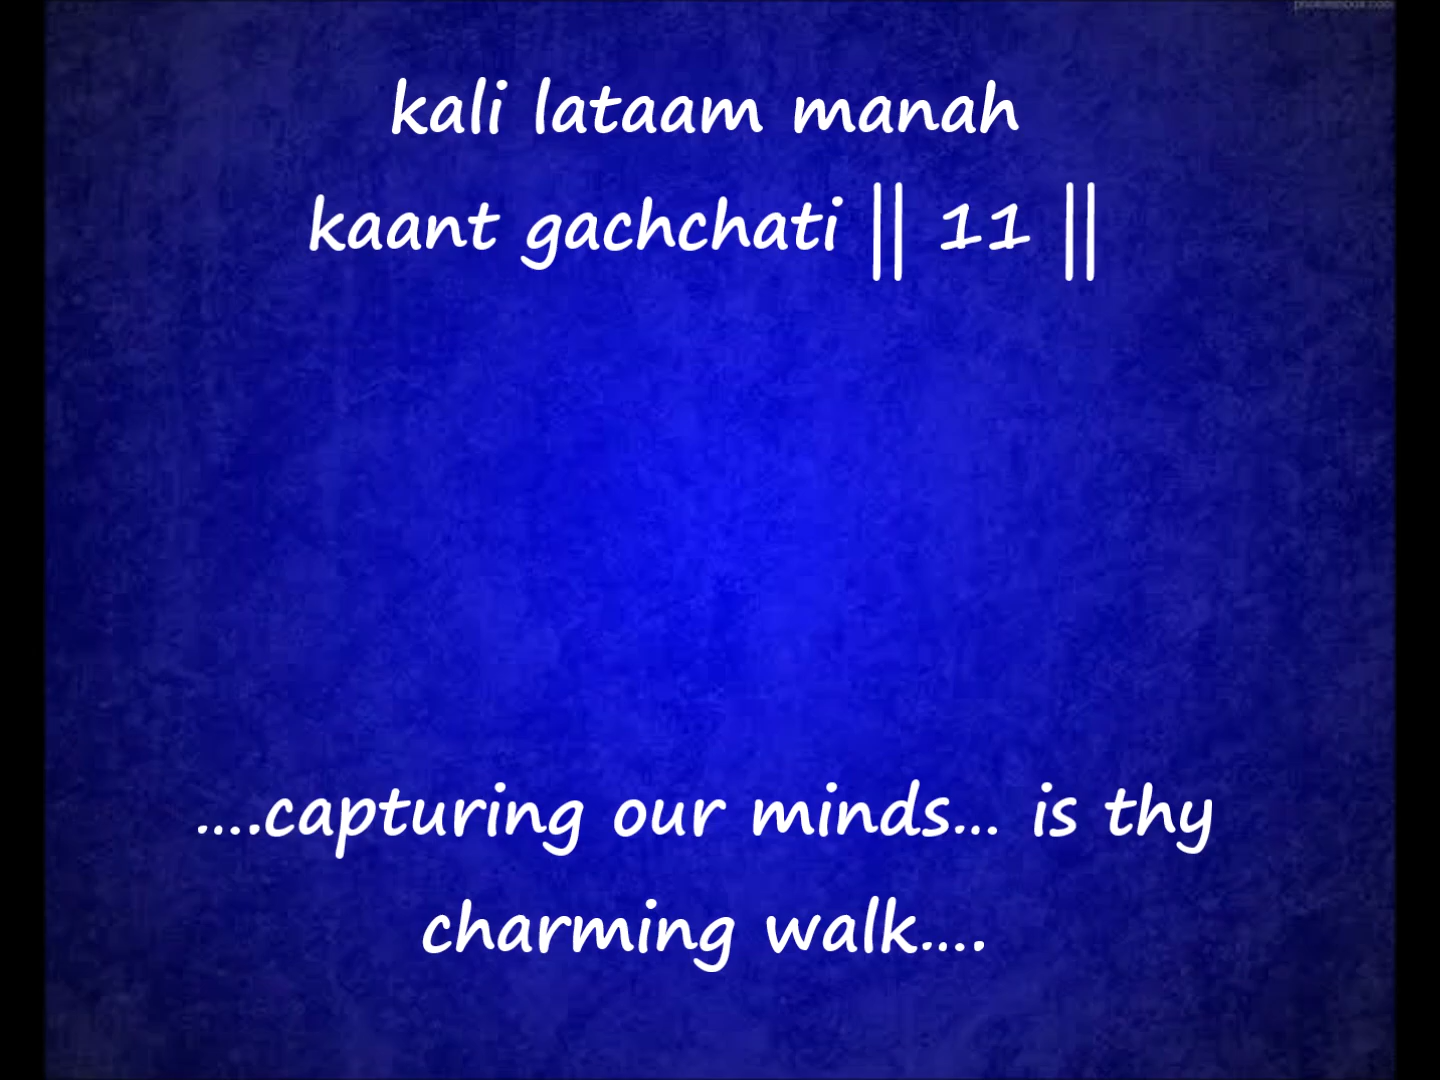 kali lataam manah
kaant gachchati || 11 ||
....capturing our minds... is thy
charming walk....